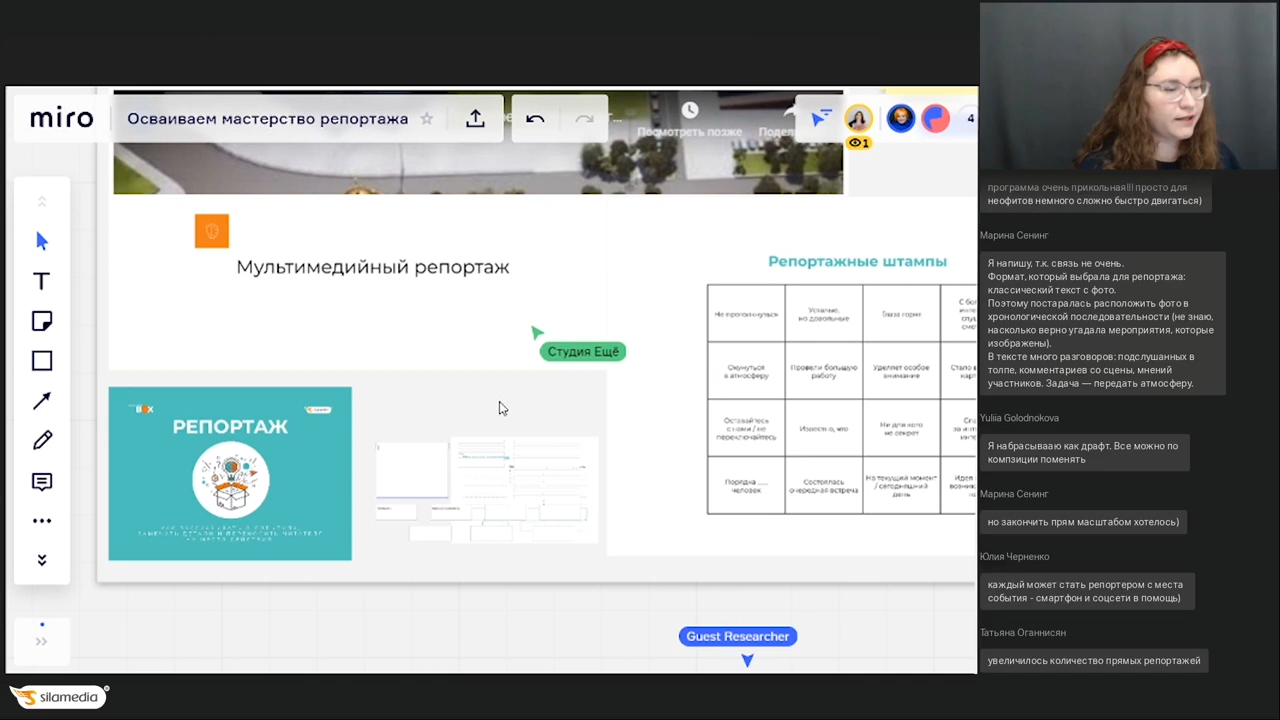 miro
Осваиваем мастерство репортажа
...
Посмотреть позже
4
1
Мультимедийный репортаж
Студия Ещё
РЕПОРТАЖ
Репортажные штампы
Не протолкнуться
Усталые, но довольные
Глаза горят
Окунуться в атмосферу
Провели большую работу
Уделяет особое внимание
Оставайтесь с нами / не переключайтесь
Известно, что
Ни для кого не секрет
Порядка ___ человек
Состоялась очередная встреча
На текущий момент / сегодняшний день
Guest Researcher
silamedia
программа очень прикольная!!! просто для
неофитов немного сложно быстро двигаться)
Марина Сенинг
Я напишу, т.к. связь не очень.
Формат, который выбрала для репортажа:
классический текст с фото.
Поэтому постаралась расположить фото в
хронологической последовательности (не знаю,
насколько верно угадала мероприятия, которые
изображены).
В тексте много разговоров: подслушанных в
толпе, комментариев со сцены, мнений
участников. Задача — передать атмосферу.
Yuliia Golodnokova
Я набрасывааю как драфт. Все можно по
компзиции поменять
Марина Сенинг
но закончить прям масштабом хотелось)
Юлия Черненко
каждый может стать репортером с места
события - смартфон и соцсети в помощь)
Татьяна Оганнисян
увеличилось количество прямых репортажей